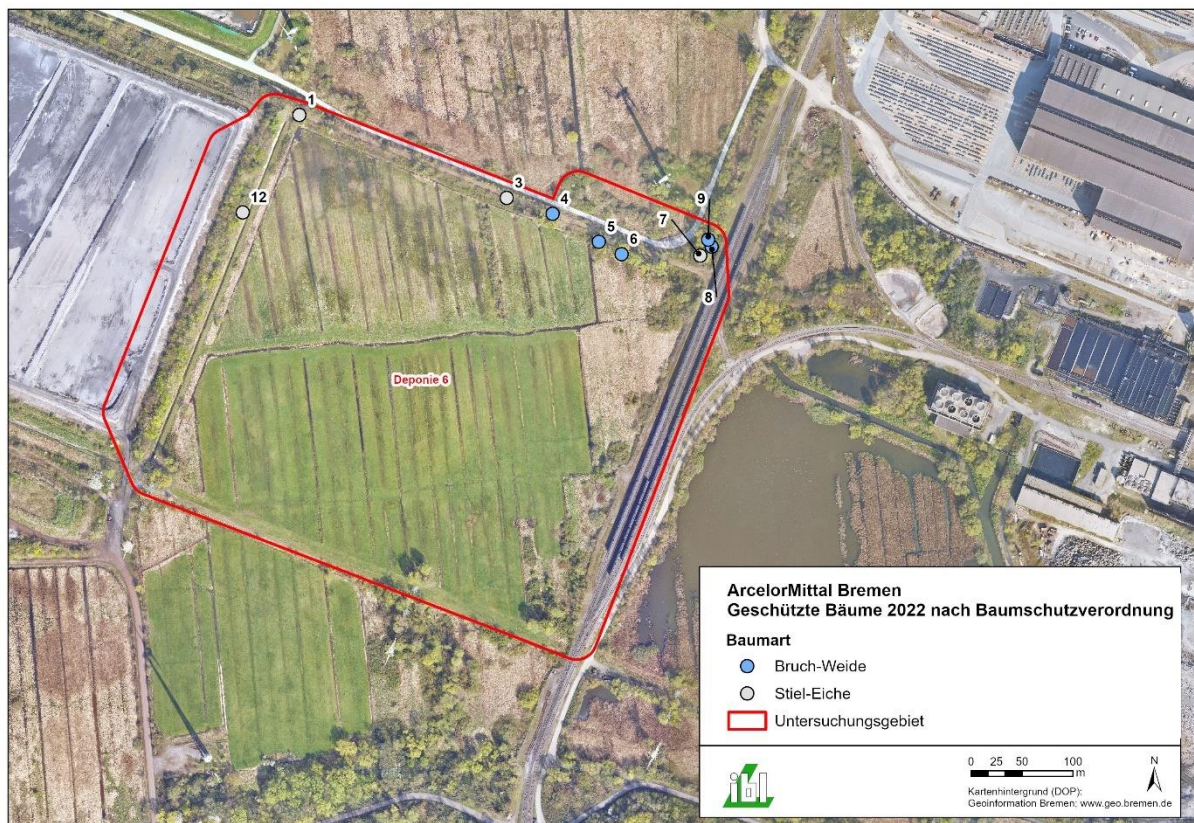 1
12
3
4
5
6
7
9
8
Deponie 6
ArcelorMittal Bremen
Geschützte Bäume 2022 nach Baumschutzverordnung
Baumart
Bruch-Weide
Stiel-Eiche
Untersuchungsgebiet
ibl
0 25 50 100
m
N
Kartenhintergrund (DOP):
Geoinformation Bremen: www.geo.bremen.de